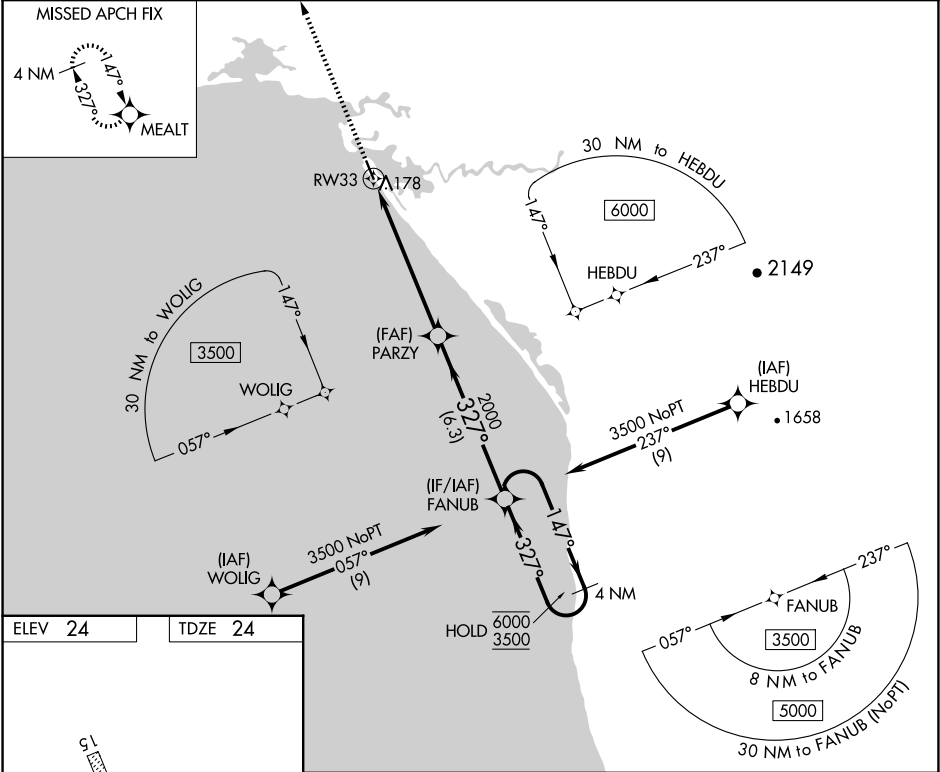 MISSED APCH FIX
4 NM
147°
327°
MEALT
RW33
178
30 NM to HEBDU
6000
147°
HEBDU
237°
2149
30 NM to WOLIG
3500
147°
WOLIG
057°
(FAF)
PARZY
2000
327°
(6.3)
(IAF)
HEBDU
1658
3500 NoPT
237°
(9)
(IF/IAF)
FANUB
147°
327°
4 NM
HOLD 6000
3500
3500 NoPT
057°
(9)
(IAF)
WOLIG
237°
057°
FANUB
3500
8 NM to FANUB
5000
30 NM to FANUB (NoPT)
ELEV 24
TDZE 24
15